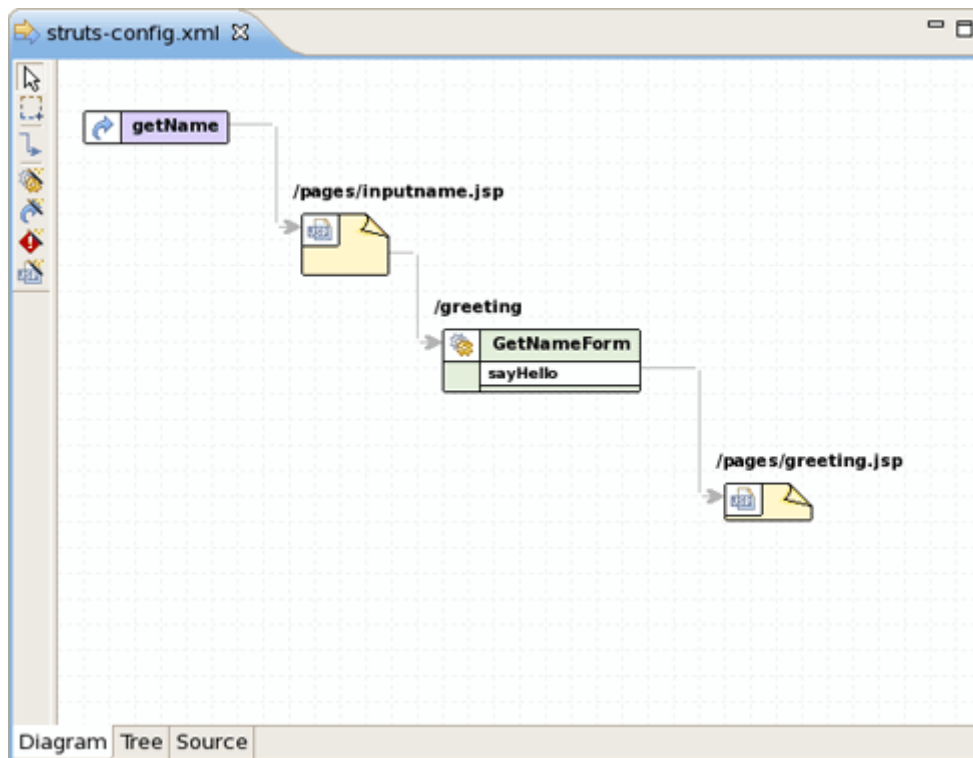 struts-config.xml
getName
/pages/inputname.jsp
/greeting
GetNameForm
sayHello
/pages/greeting.jsp
Diagram Tree Source